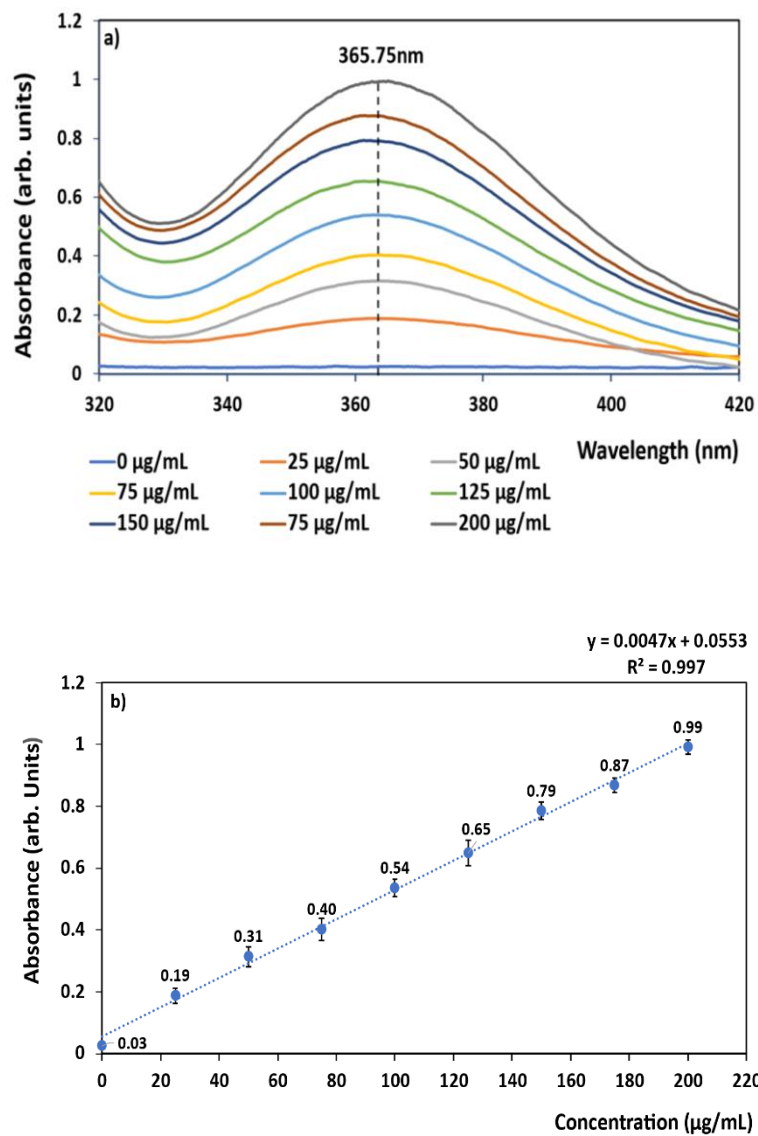 a)
365.75nm
Absorbance (arb. units)
1.2
1
0.8
0.6
0.4
0.2
0
320 340 360 380 400 420
Wavelength (nm)
0 µg/mL 25 µg/mL 50 µg/mL
75 µg/mL 100 µg/mL 125 µg/mL
150 µg/mL 75 µg/mL 200 µg/mL
y = 0.0047x + 0.0553
R² = 0.997
b)
Absorbance (arb. Units)
1.2
1
0.8
0.6
0.4
0.2
0
0.03
0.19
0.31
0.40
0.54
0.65
0.79
0.87
0.99
0 20 40 60 80 100 120 140 160 180 200 220
Concentration (µg/mL)